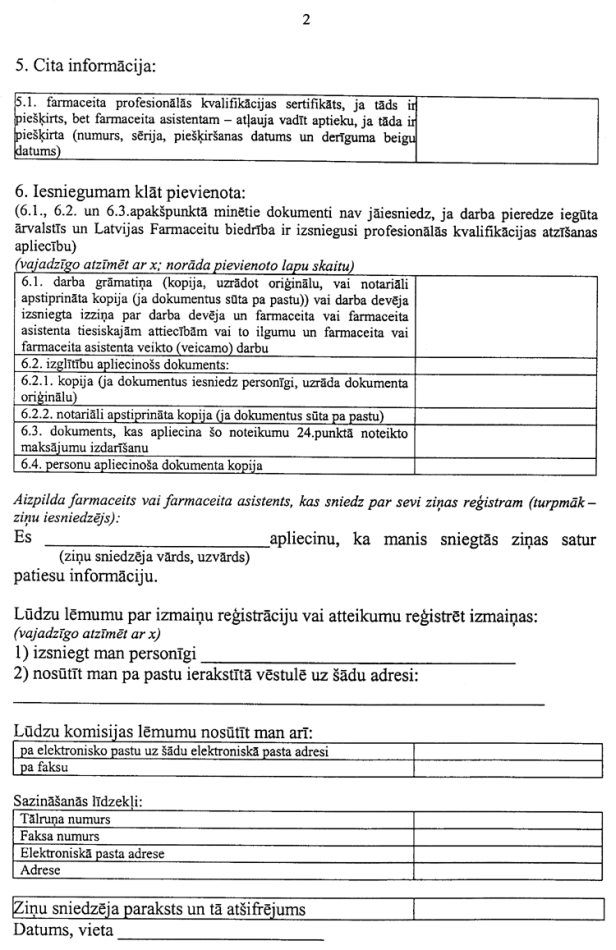 2
5. Cita informācija:
5.1. farmaceita profesionālās kvalifikācijas sertifikāts, ja tāds ir
piešķirts, bet farmaceita asistentam – atļauja vadīt aptieku, ja tāda ir
piešķirta (numurs, sērija, piešķiršanas datums un derīguma beigu
datums)
6. Iesniegumam klāt pievienota:
(6.1., 6.2. un 6.3.apakšpunktā minētie dokumenti nav jāiesniedz, ja darba pieredze iegūta
ārvalstīs un Latvijas Farmaceitu biedrība ir izsniegusi profesionālās kvalifikācijas atzīšanas
apliecību)
(vajadzīgo atzīmēt ar x; norāda pievienoto lapu skaitu)
6.1. darba grāmatiņa (kopija, uzrādot oriģinālu, vai notariāli
apstiprināta kopija (ja dokumentus sūta pa pastu)) vai darba devēja
izsniegta izziņa par darba devēja un farmaceita vai farmaceita
asistenta tiesiskajām attiecībām vai to ilgumu un farmaceita vai
farmaceita asistenta veikto (veicamo) darbu
6.2. izglītību apliecinošs dokuments:
6.2.1. kopija (ja dokumentus iesniedz personīgi, uzrāda dokumenta
oriģinālu)
6.2.2. notariāli apstiprināta kopija (ja dokumentus sūta pa pastu)
6.3. dokuments, kas apliecina šo noteikumu 24.punktā noteikto
maksājumu izdarīšanu
6.4. personu apliecinoša dokumenta kopija
Aizpilda farmaceits vai farmaceita asistents, kas sniedz par sevi ziņas reģistram (turpmāk –
ziņu iesniedzējs):
Es ____________________________apliecinu, ka manis sniegtās ziņas satur
(ziņu sniedzēja vārds, uzvārds)
patiesu informāciju.
Lūdzu lēmumu par izmaiņu reģistrāciju vai atteikumu reģistrēt izmaiņas:
(vajadzīgo atzīmēt ar x)
1) izsniegt man personīgi ________________________________________
2) nosūtīt man pa pastu ierakstītā vēstulē uz šādu adresi:
____________________________________________________________________
Lūdzu komisijas lēmumu nosūtīt man arī:
pa elektronisko pastu uz šādu elektroniskā pasta adresi
pa faksu
Sazināšanās līdzekļi:
Tālruņa numurs
Faksa numurs
Elektroniskā pasta adrese
Adrese
Ziņu sniedzēja paraksts un tā atšifrējums
Datums, vieta __________________________